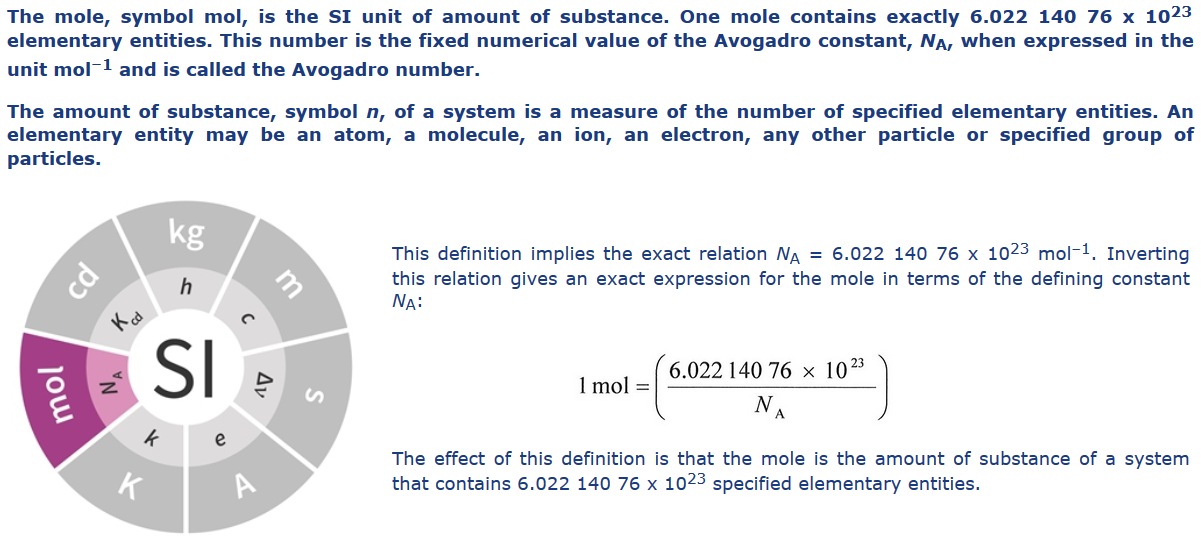 The mole, symbol mol, is the SI unit of amount of substance. One mole contains exactly 6.022 140 76 x 10²³
elementary entities. This number is the fixed numerical value of the Avogadro constant, N_A, when expressed in the
unit mol⁻¹ and is called the Avogadro number.
The amount of substance, symbol n, of a system is a measure of the number of specified elementary entities. An
elementary entity may be an atom, a molecule, an ion, an electron, any other particle or specified group of
particles.
kg
m
s
A
K
mol
cd
h
c
Δν
e
k
N_A
K_cd
SI
This definition implies the exact relation N_A = 6.022 140 76 x 10²³ mol⁻¹. Inverting
this relation gives an exact expression for the mole in terms of the defining constant
N_A:
1 mol = (6.022 140 76 × 10²³ / N_A)
The effect of this definition is that the mole is the amount of substance of a system
that contains 6.022 140 76 x 10²³ specified elementary entities.